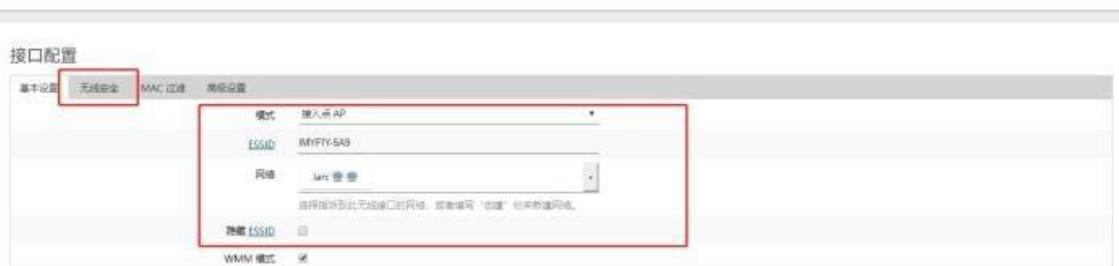 接口配置
基本设置 无线安全 MAC 过滤 高级设置
模式 接入点 AP
ESSID IMYFIY-5A9
网络 lan:
选择指派到此无线接口的网络。或者填写“创建”栏来新建网络。
隐藏 ESSID
WMM 模式